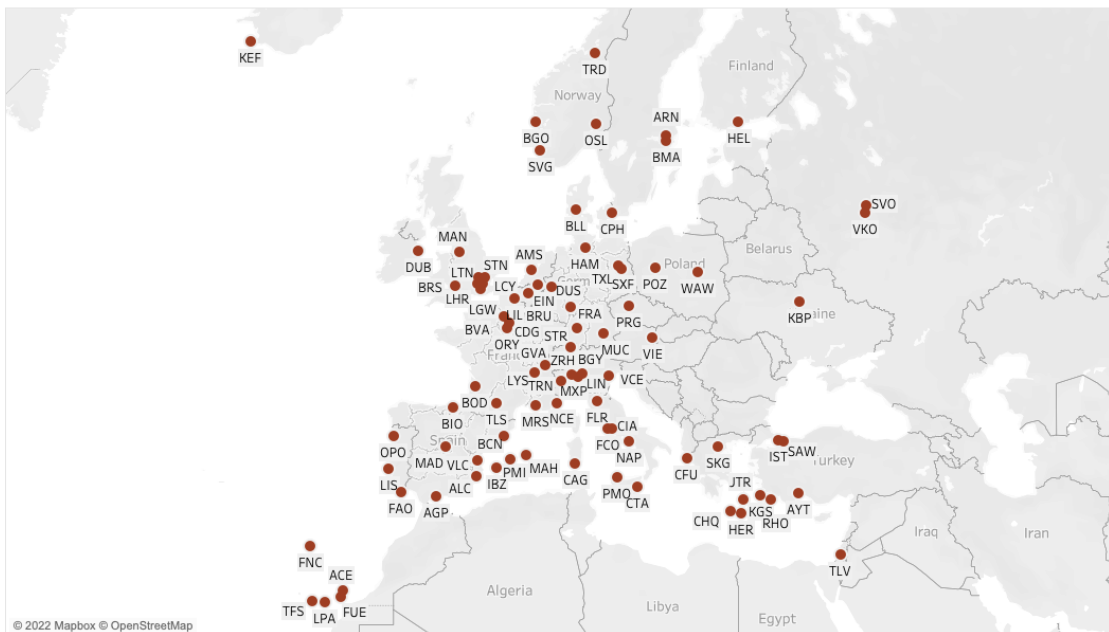 KEF
TRD
Finland
Norway
ARN
BGO
OSL
HEL
BMA
SVG
SVO
VKO
BLL
CPH
MAN
Belarus
DUB
AMS
HAM
LTN
STN
TXL
SXF
Poland
POZ
WAW
BRS
LCY
DUS
LHR
EIN
LGW
LIL
BRU
FRA
PRG
KBP
BVA
CDG
ORY
STR
MUC
VIE
GVA
ZRH
BGY
LYS
TRN
MXP
LIN
VCE
BOD
TLS
MRS
NCE
FLR
BIO
CIA
OPO
Spain
BCN
FCO
NAP
MAD
VLC
PMI
MAH
CFU
SKG
IST
SAW
Turkey
LIS
ALC
IBZ
CAG
PMO
CTA
JTR
FAO
AGP
CHQ
HER
KGS
RHO
AYT
Iraq
Iran
FNC
TLV
ACE
Algeria
TFS
LPA
FUE
Libya
Egypt
© 2022 Mapbox © OpenStreetMap